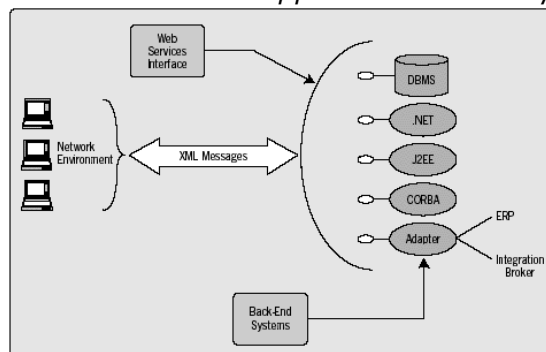 Web
Services
Interface
DBMS
.NET
Network
Environment
XML Messages
J2EE
CORBA
Adapter
ERP
Integration
Broker
Back-End
Systems